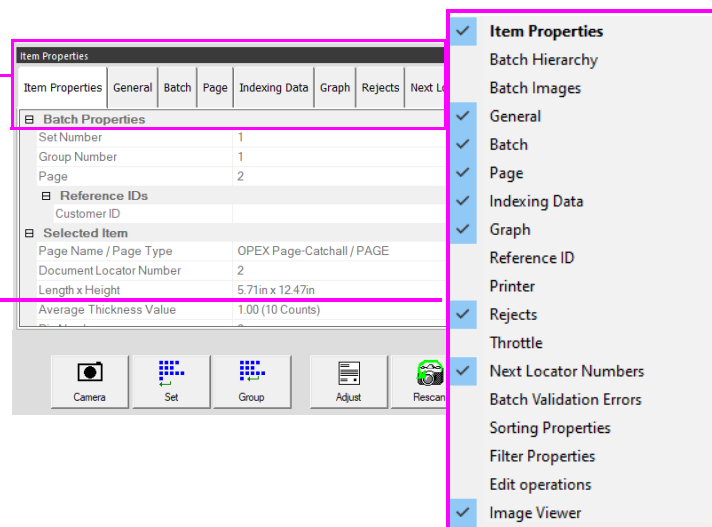 Item Properties
Item Properties General Batch Page Indexing Data Graph Rejects
Batch Properties
Set Number 1
Group Number 1
Page 2
Reference IDs
Customer ID
Selected Item
Page Name / Page Type OPEX Page-Catchall / PAGE
Document Locator Number 2
Length x Height 5.71in x 12.47in
Average Thickness Value 1.00 (10 Counts)
Camera Set Group Adjust Rescan
Item Properties
Batch Hierarchy
Batch Images
General
Batch
Page
Indexing Data
Graph
Reference ID
Printer
Rejects
Throttle
Next Locator Numbers
Batch Validation Errors
Sorting Properties
Filter Properties
Edit operations
Image Viewer